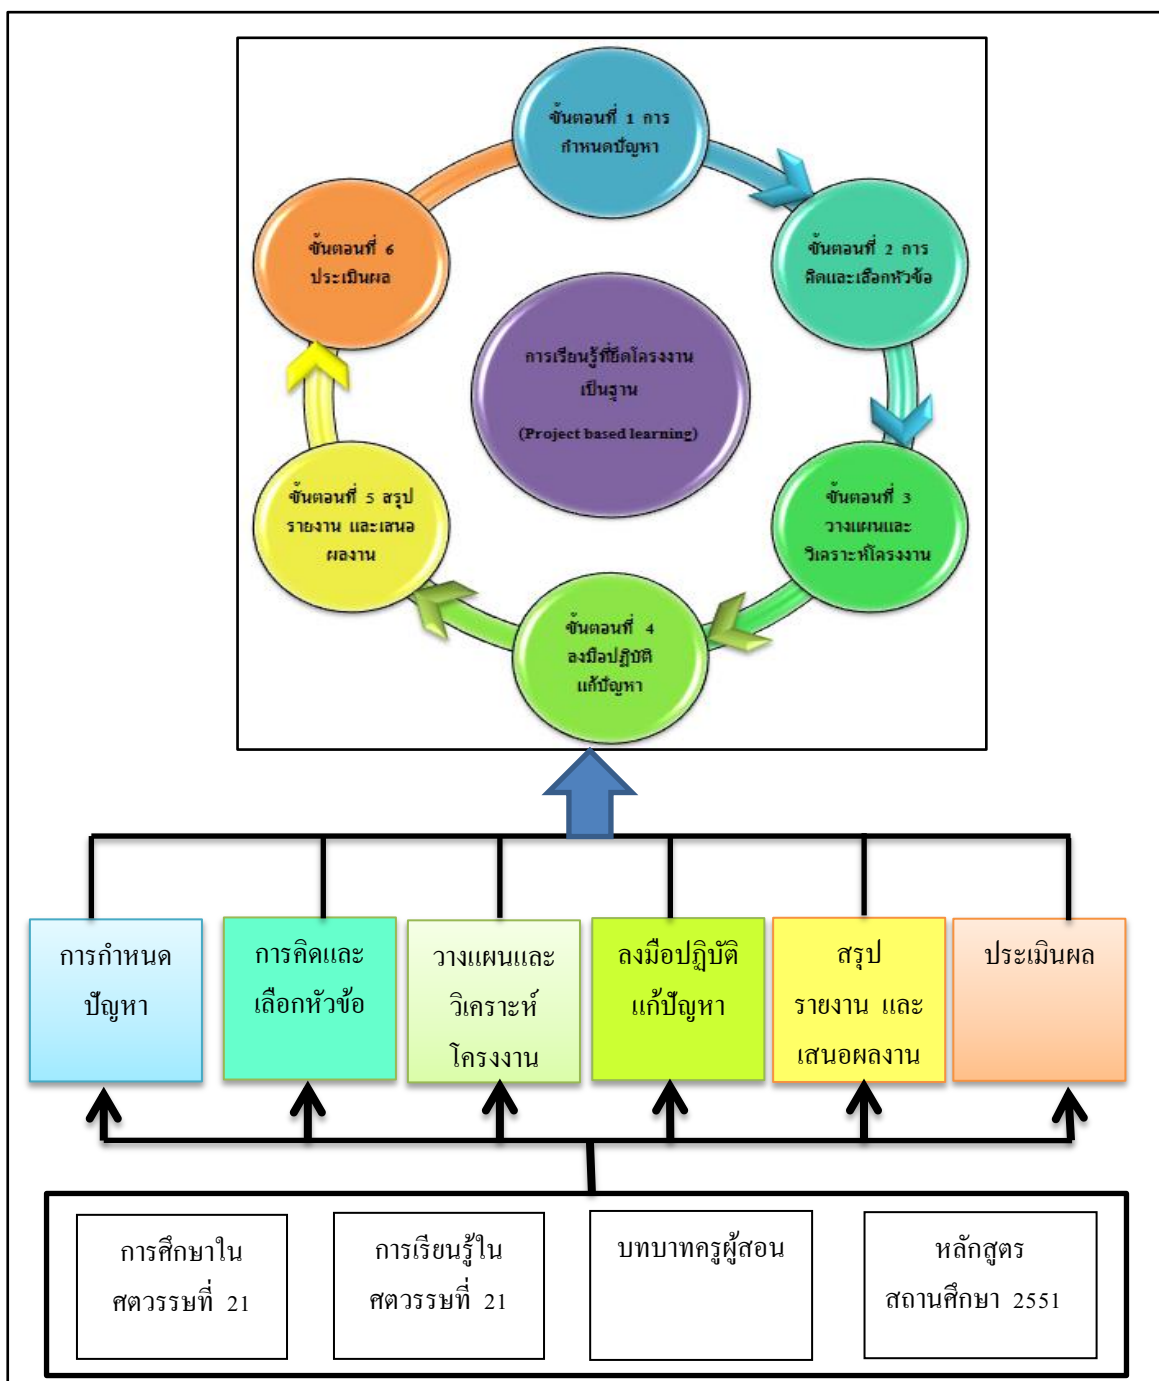 ขั้นตอนที่ 1 การ
กำหนดปัญหา
ขั้นตอนที่ 2 การ
คิดและเลือกหัวข้อ
ขั้นตอนที่ 3
วางแผนและ
วิเคราะห์โครงงาน
ขั้นตอนที่ 4
ลงมือปฏิบัติ
แก้ปัญหา
ขั้นตอนที่ 5 สรุป
รายงาน และเสนอ
ผลงาน
ขั้นตอนที่ 6
ประเมินผล
การเรียนรู้ที่ยึดโครงงาน
เป็นฐาน
(Project based learning)
การกำหนด
ปัญหา
การคิดและ
เลือกหัวข้อ
วางแผนและ
วิเคราะห์
โครงงาน
ลงมือปฏิบัติ
แก้ปัญหา
สรุป
รายงาน และ
เสนอผลงาน
ประเมินผล
การศึกษาใน
ศตวรรษที่ 21
การเรียนรู้ใน
ศตวรรษที่ 21
บทบาทครูผู้สอน
หลักสูตร
สถานศึกษา 2551